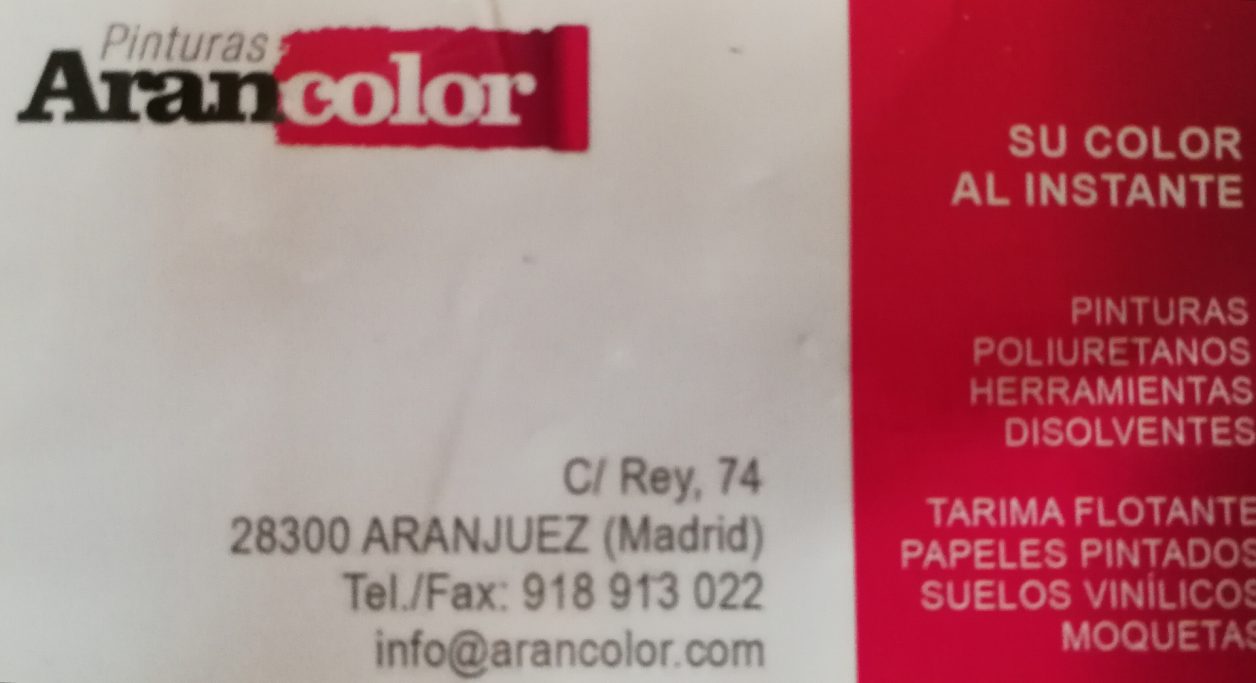 Pinturas
Arancolor
C/ Rey, 74
28300 ARANJUEZ (Madrid)
Tel./Fax: 918 913 022
info@arancolor.com
SU COLOR
AL INSTANTE
PINTURAS
POLIURETANOS
HERRAMIENTAS
DISOLVENTES
TARIMA FLOTANTE
PAPELES PINTADOS
SUELOS VINÍLICOS
MOQUETAS